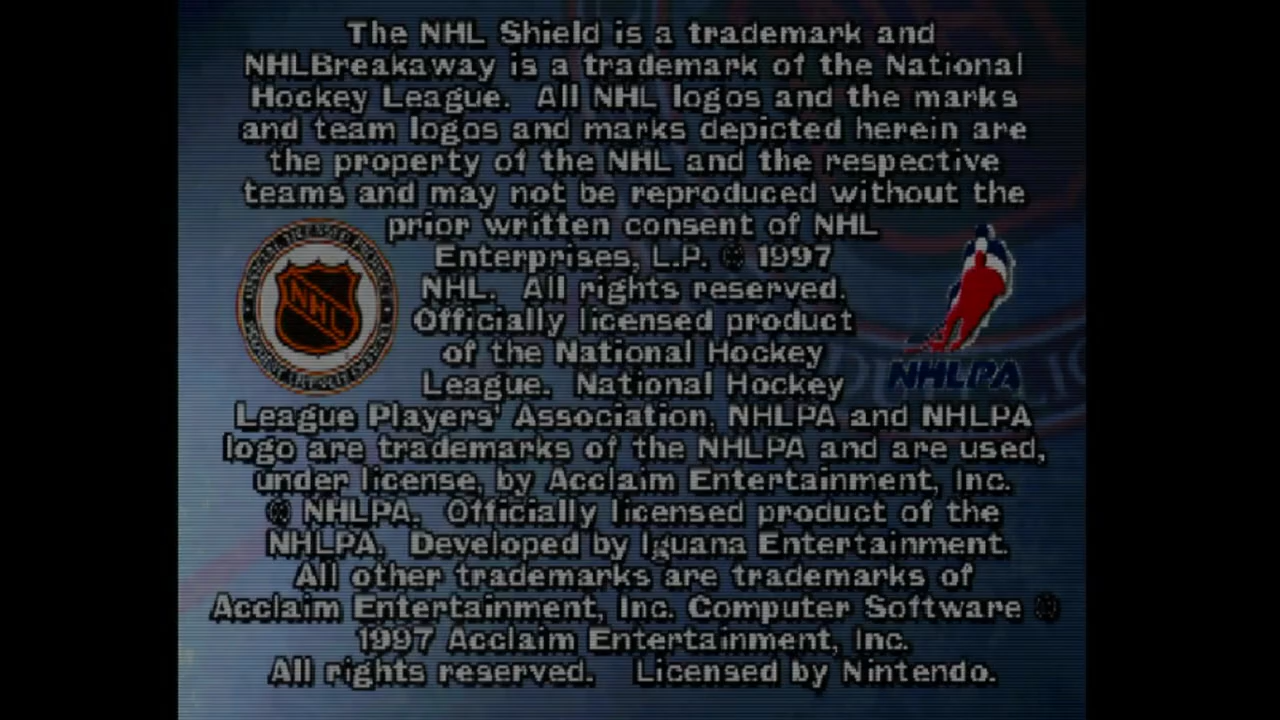 The NHL Shield is a trademark and
NHLBreakaway is a trademark of the National
Hockey League. All NHL logos and the marks
and team logos and marks depicted herein are
the property of the NHL and the respective
teams and may not be reproduced without the
prior written consent of NHL
Enterprises, L.P. © 1997
NHL. All rights reserved.
Officially licensed product
of the National Hockey
League. National Hockey
League Players' Association, NHLPA and NHLPA
logo are trademarks of the NHLPA and are used,
under license, by Acclaim Entertainment, Inc.
© NHLPA. Officially licensed product of the
NHLPA. Developed by Iguana Entertainment.
All other trademarks are trademarks of
Acclaim Entertainment, Inc. Computer Software ©
1997 Acclaim Entertainment, Inc.
All rights reserved. Licensed by Nintendo.
NHL
NHLPA